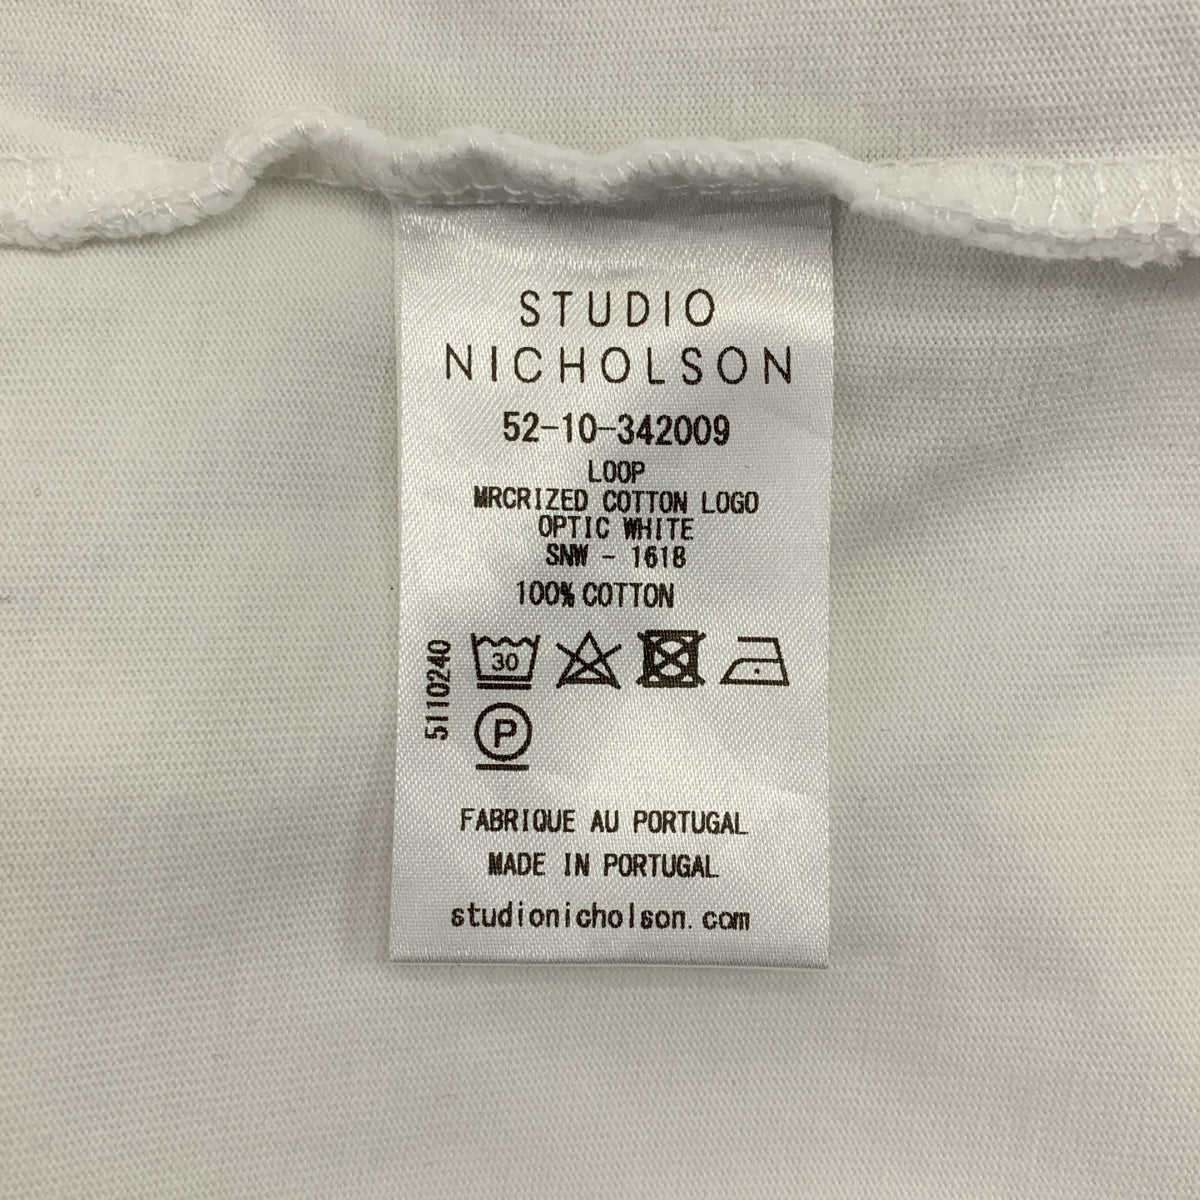 STUDIO
NICHOLSON
52-10-342009
LOOP
MRCRIZED COTTON LOGO
OPTIC WHITE
SNW - 1618
100% COTTON
5110240
30
P
FABRIQUE AU PORTUGAL
MADE IN PORTUGAL
studionicholson.com